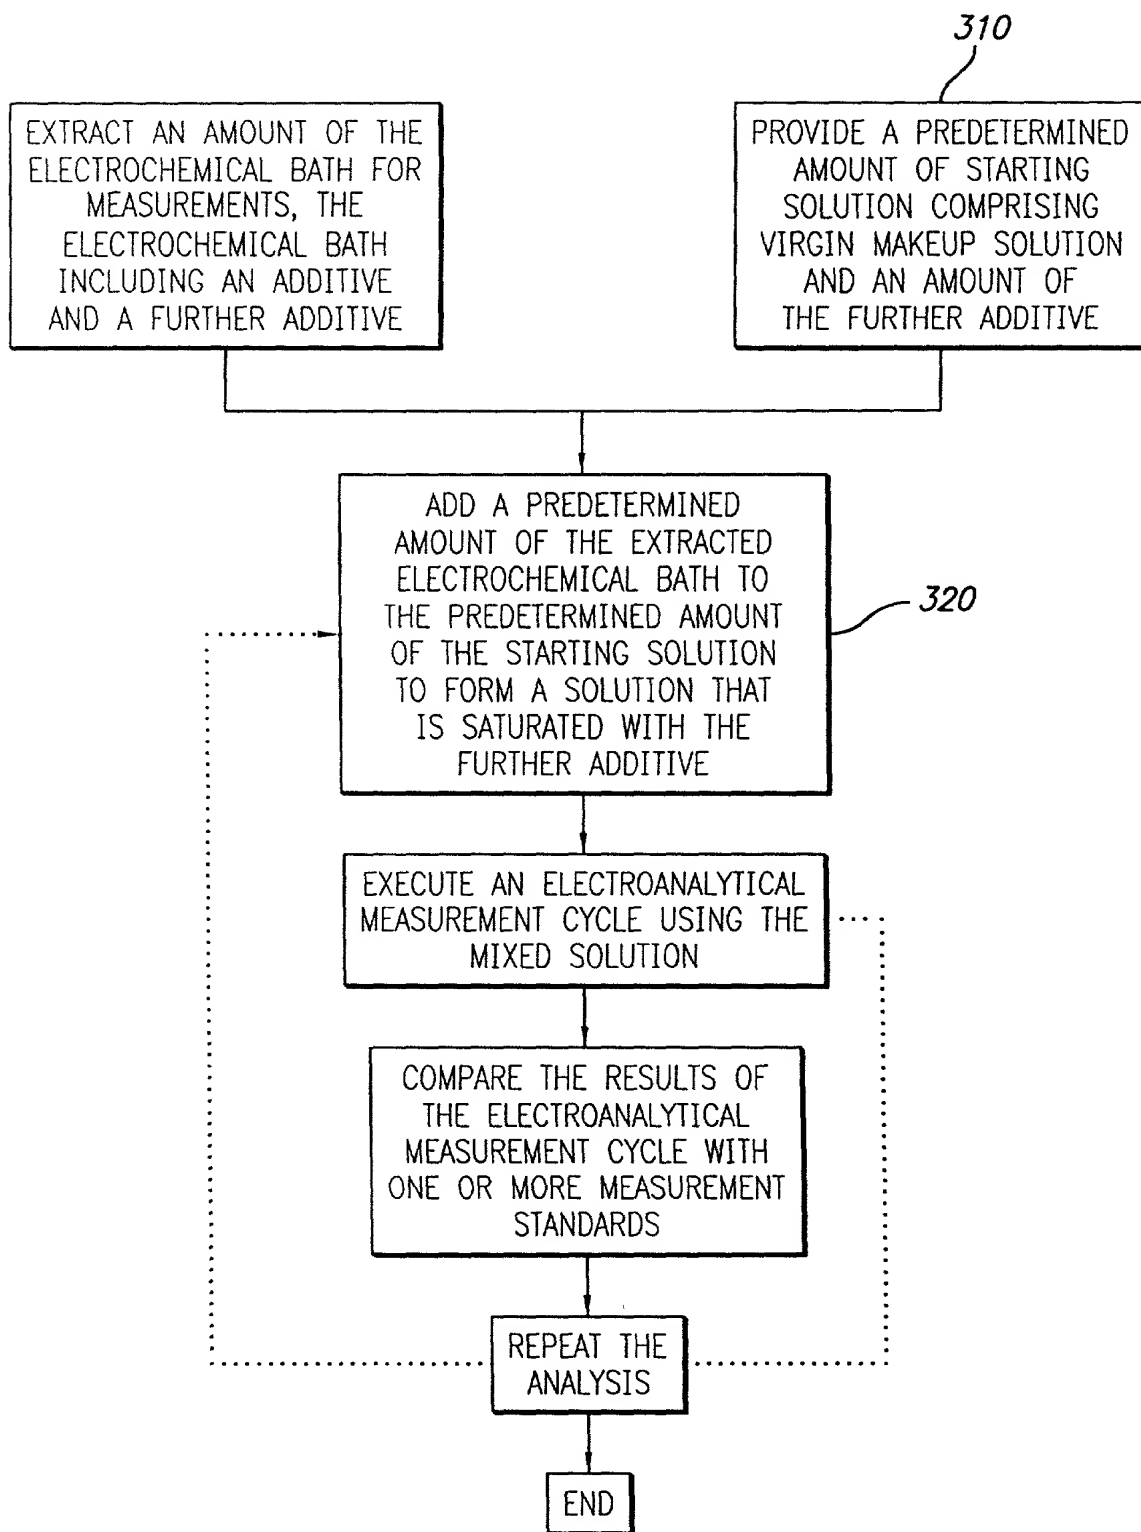 310
EXTRACT AN AMOUNT OF THE
ELECTROCHEMICAL BATH FOR
MEASUREMENTS, THE
ELECTROCHEMICAL BATH
INCLUDING AN ADDITIVE
AND A FURTHER ADDITIVE
PROVIDE A PREDETERMINED
AMOUNT OF STARTING
SOLUTION COMPRISING
VIRGIN MAKEUP SOLUTION
AND AN AMOUNT OF
THE FURTHER ADDITIVE
ADD A PREDETERMINED
AMOUNT OF THE EXTRACTED
ELECTROCHEMICAL BATH TO
THE PREDETERMINED AMOUNT
OF THE STARTING SOLUTION
TO FORM A SOLUTION THAT
IS SATURATED WITH THE
FURTHER ADDITIVE
320
EXECUTE AN ELECTROANALYTICAL
MEASUREMENT CYCLE USING THE
MIXED SOLUTION
COMPARE THE RESULTS OF
THE ELECTROANALYTICAL
MEASUREMENT CYCLE WITH
ONE OR MORE MEASUREMENT
STANDARDS
REPEAT THE
ANALYSIS
END